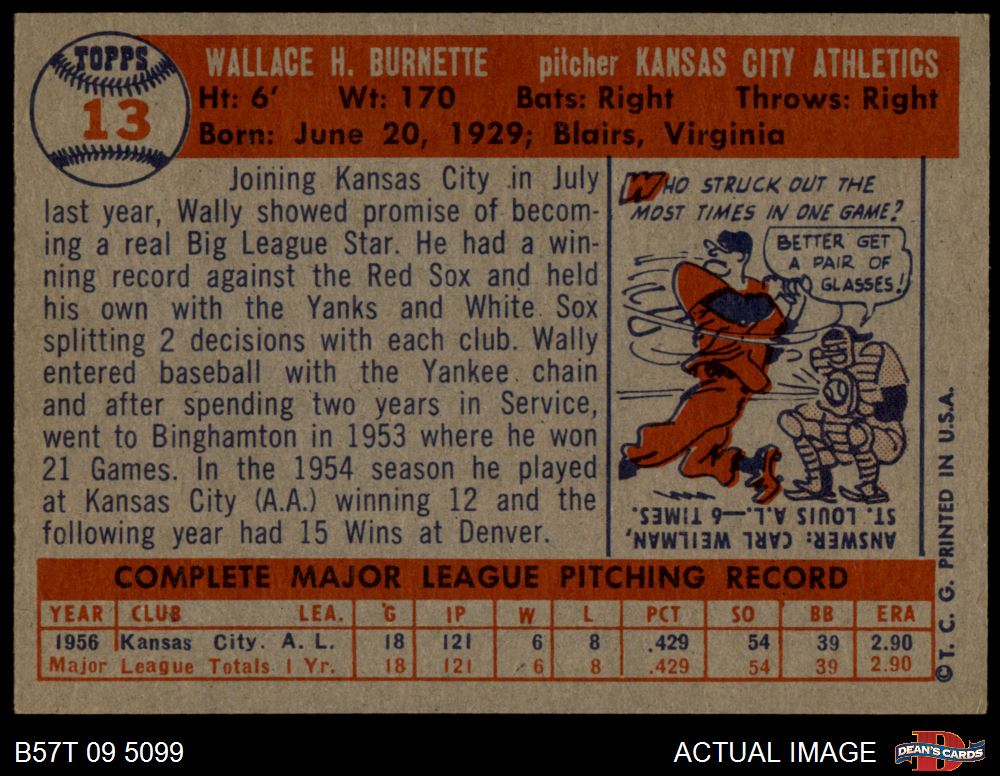 TOPPS
13
WALLACE H. BURNETTE pitcher KANSAS CITY ATHLETICS
Ht: 6' Wt: 170 Bats: Right Throws: Right
Born: June 20, 1929; Blairs, Virginia
Joining Kansas City in July
last year, Wally showed promise of becom-
ing a real Big League Star. He had a win-
ning record against the Red Sox and held
his own with the Yanks and White Sox
splitting 2 decisions with each club. Wally
entered baseball with the Yankee chain
and after spending two years in Service,
went to Binghamton in 1953 where he won
21 Games. In the 1954 season he played
at Kansas City (A.A.) winning 12 and the
following year had 15 Wins at Denver.
WHO STRUCK OUT THE
MOST TIMES IN ONE GAME?
BETTER GET
A PAIR OF
GLASSES!
ANSWER: CARL WEILMAN,
ST. LOUIS A.L.—6 TIMES.
COMPLETE MAJOR LEAGUE PITCHING RECORD
YEAR CLUB LEA. G IP W L PCT SO BB ERA
1956 Kansas City. A. L. 18 121 6 8 .429 54 39 2.90
Major League Totals 1 Yr. 18 121 6 8 .429 54 39 2.90
© T. C. G. PRINTED IN U.S.A.
B57T 09 5099
ACTUAL IMAGE
D
DEAN'S CARDS